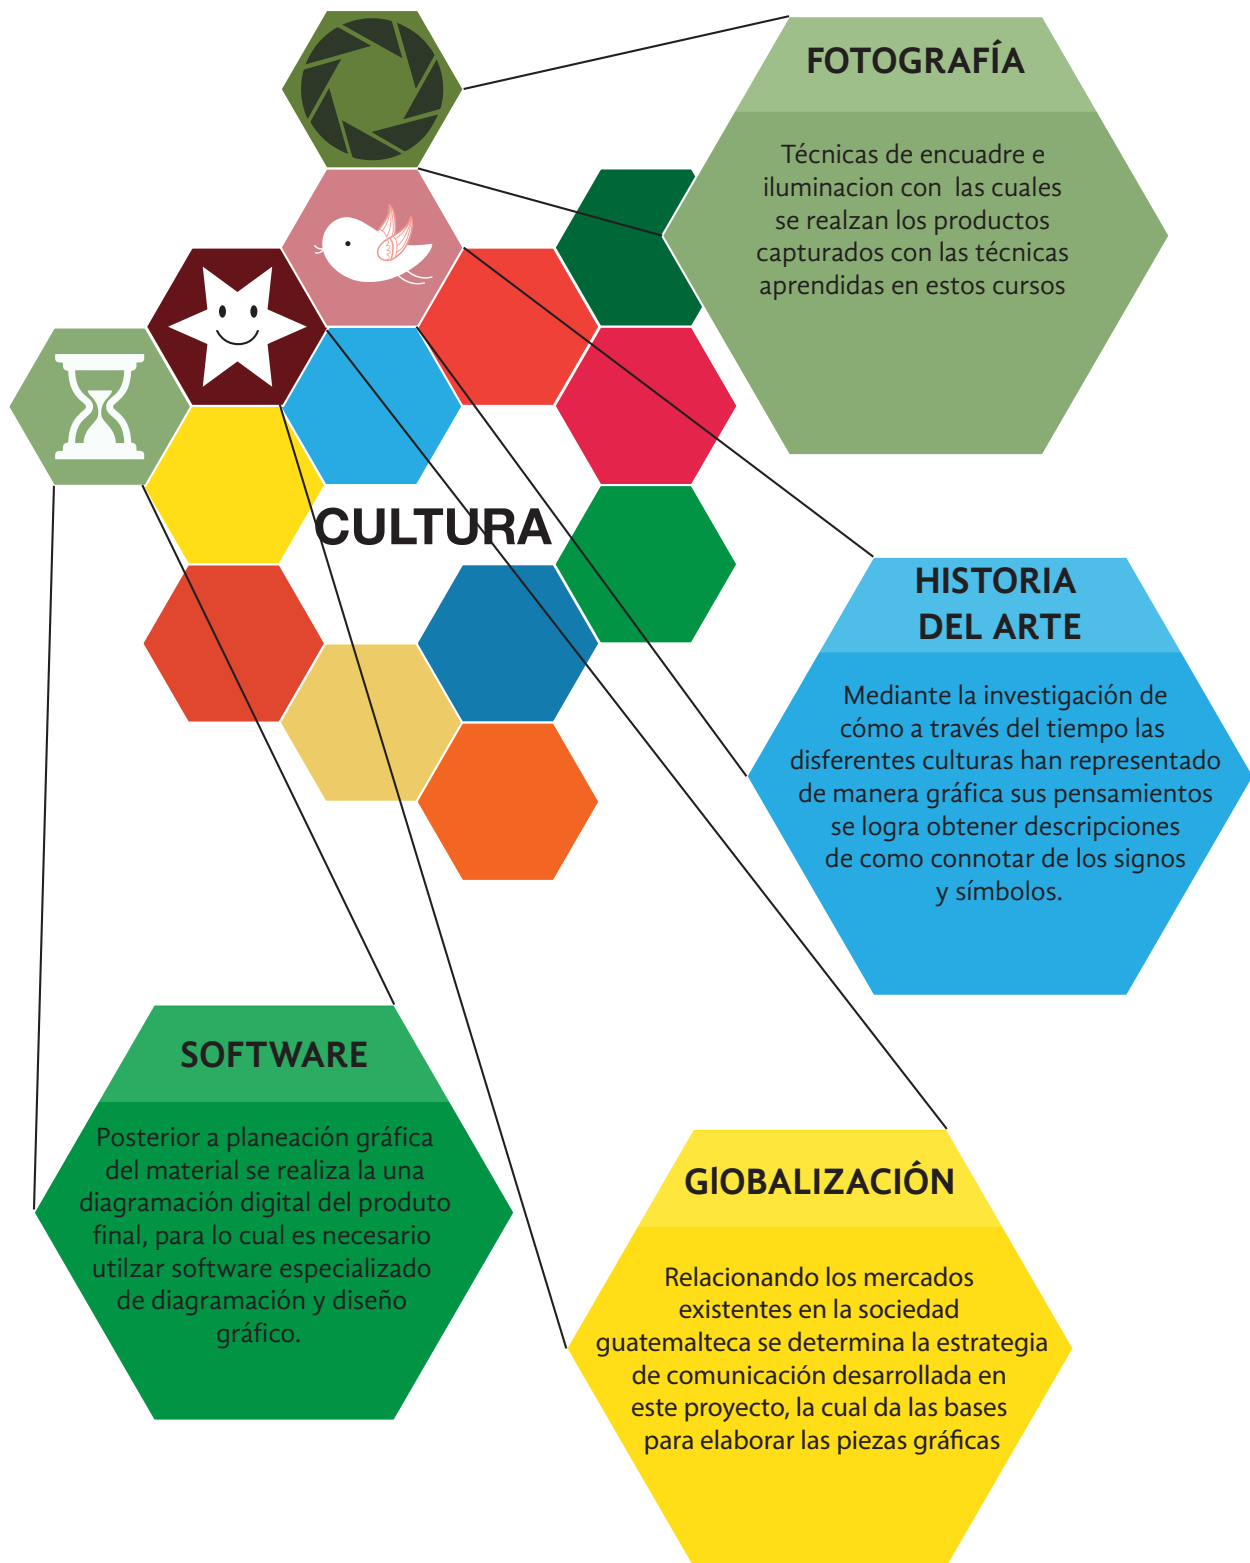 FOTOGRAFÍA
Técnicas de encuadre e
iluminacion con las cuales
se realzan los productos
capturados con las técnicas
aprendidas en estos cursos
CULTURA
HISTORIA
DEL ARTE
Mediante la investigación de
cómo a través del tiempo las
disferentes culturas han representado
de manera gráfica sus pensamientos
se logra obtener descripciones
de como connotar de los signos
y símbolos.
SOFTWARE
Posterior a planeación gráfica
del material se realiza la una
diagramación digital del produto
final, para lo cual es necesario
utilzar software especializado
de diagramación y diseño
gráfico.
GlOBALIZACIÓN
Relacionando los mercados
existentes en la sociedad
guatemalteca se determina la estrategia
de comunicación desarrollada en
este proyecto, la cual da las bases
para elaborar las piezas gráficas